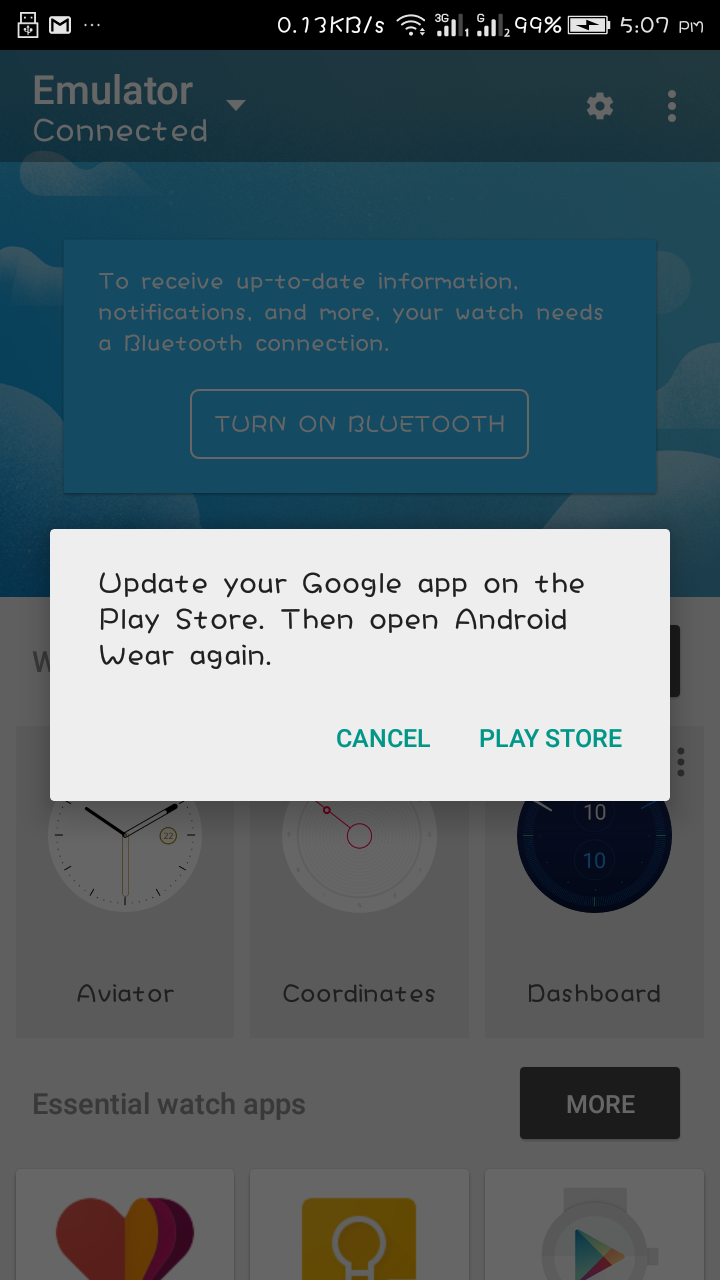 0.13KB/s 3G 1 G 2 99% 5:07 PM
Emulator
Connected
To receive up-to-date information,
notifications, and more, your watch needs
a Bluetooth connection.
TURN ON BLUETOOTH
Update your Google app on the
Play Store. Then open Android
Wear again.
CANCEL PLAY STORE
22
10
10
Aviator Coordinates Dashboard
Essential watch apps MORE